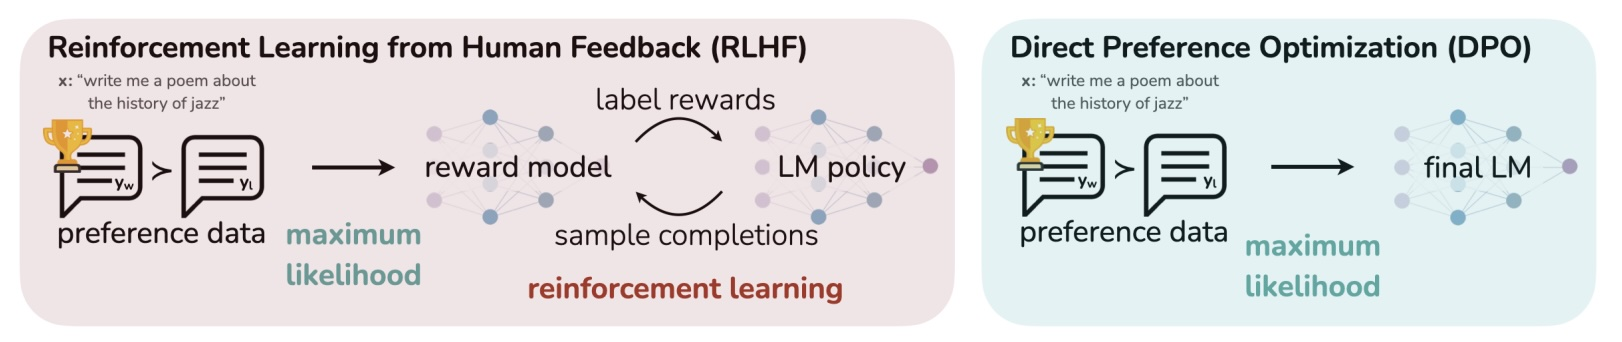 Reinforcement Learning from Human Feedback (RLHF)
x: “write me a poem about
the history of jazz”
label rewards
yw
≻
yl
reward model
LM policy
preference data
maximum
likelihood
sample completions
reinforcement learning
Direct Preference Optimization (DPO)
x: “write me a poem about
the history of jazz”
yw
≻
yl
final LM
preference data
maximum
likelihood